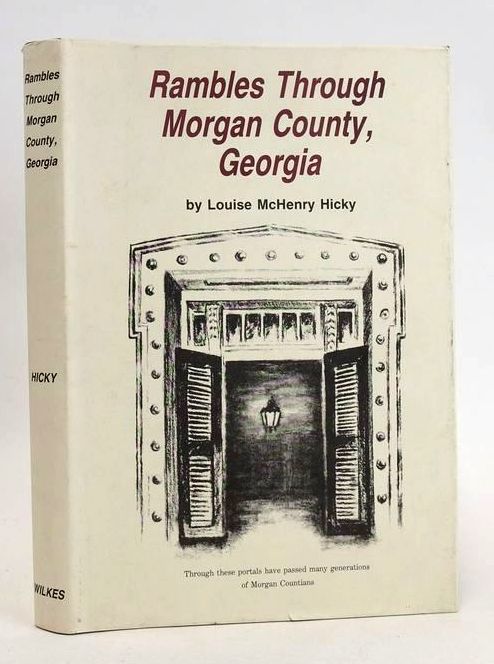 Rambles
Through
Morgan
County,
Georgia
HICKY
WILKES
Rambles Through
Morgan County,
Georgia
by Louise McHenry Hicky
Through these portals have passed many generations
of Morgan Countians